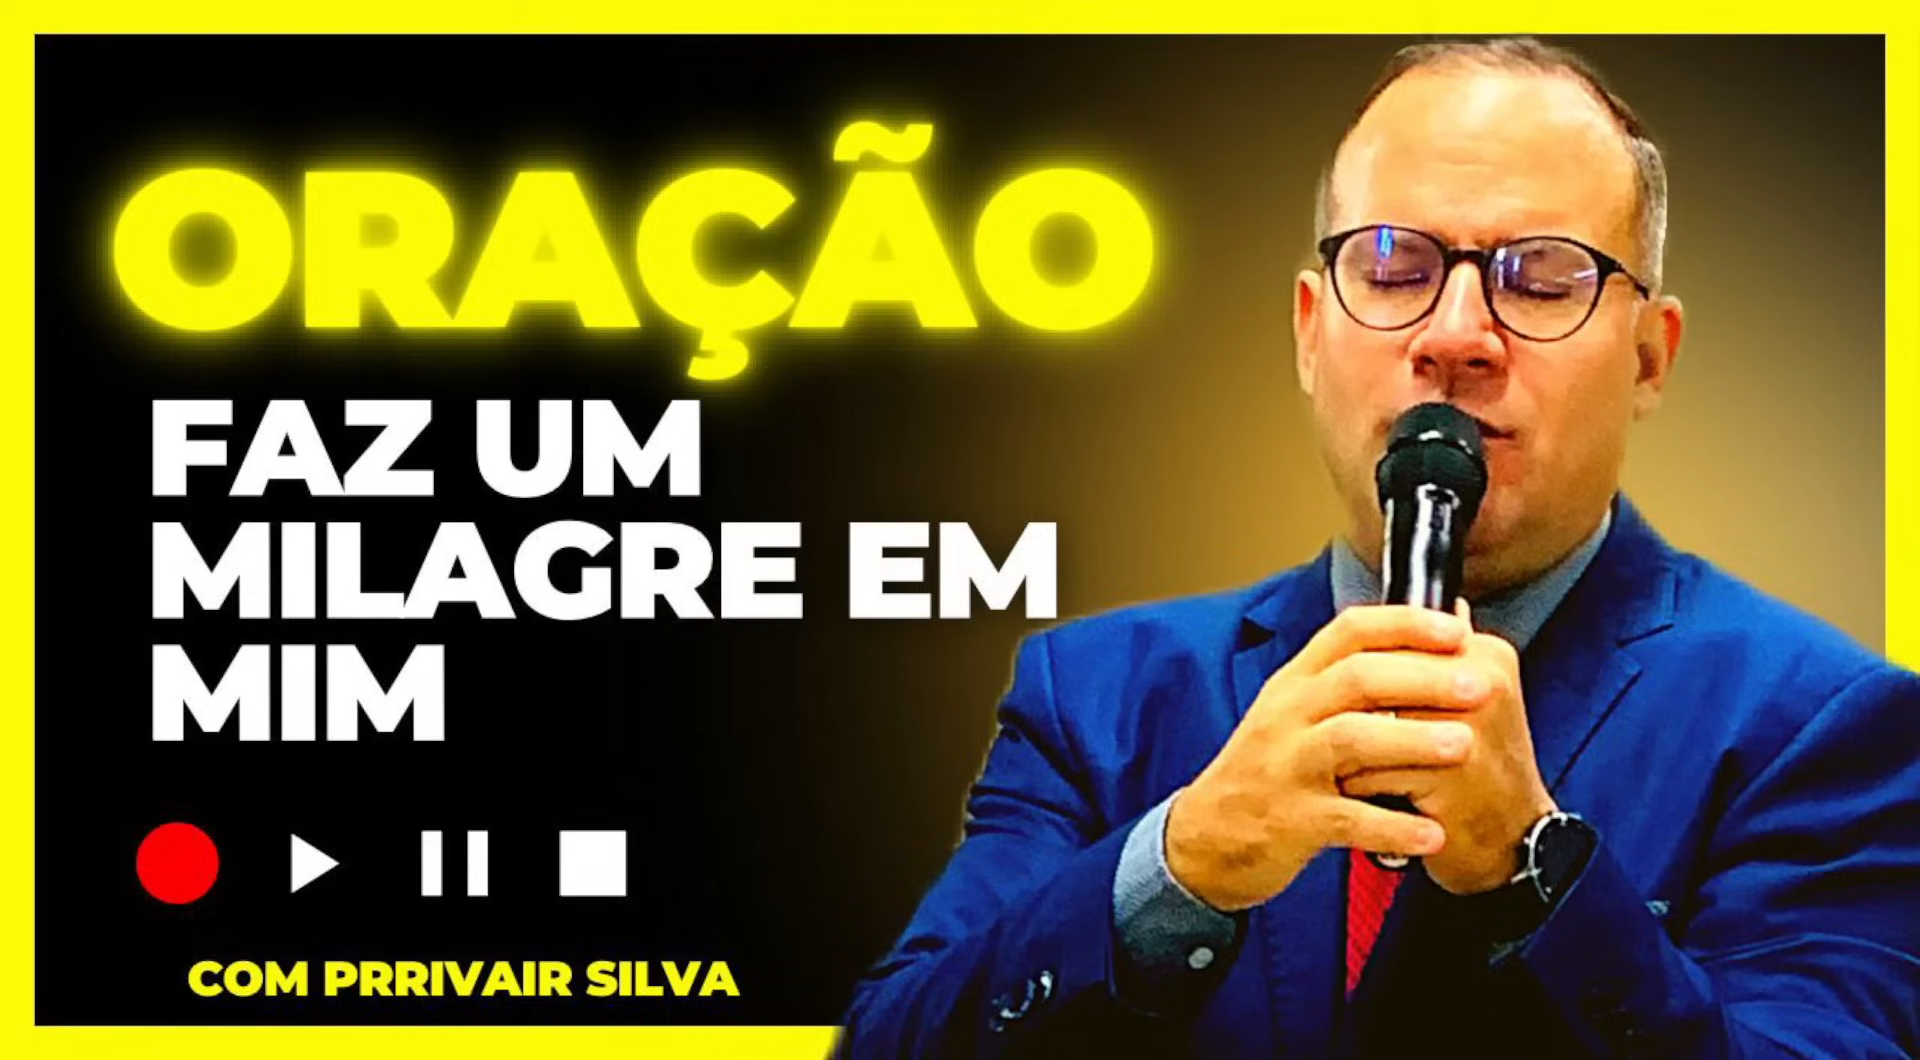 ORAÇÃO
FAZ UM
MILAGRE EM
MIM
COM PRRIVAIR SILVA